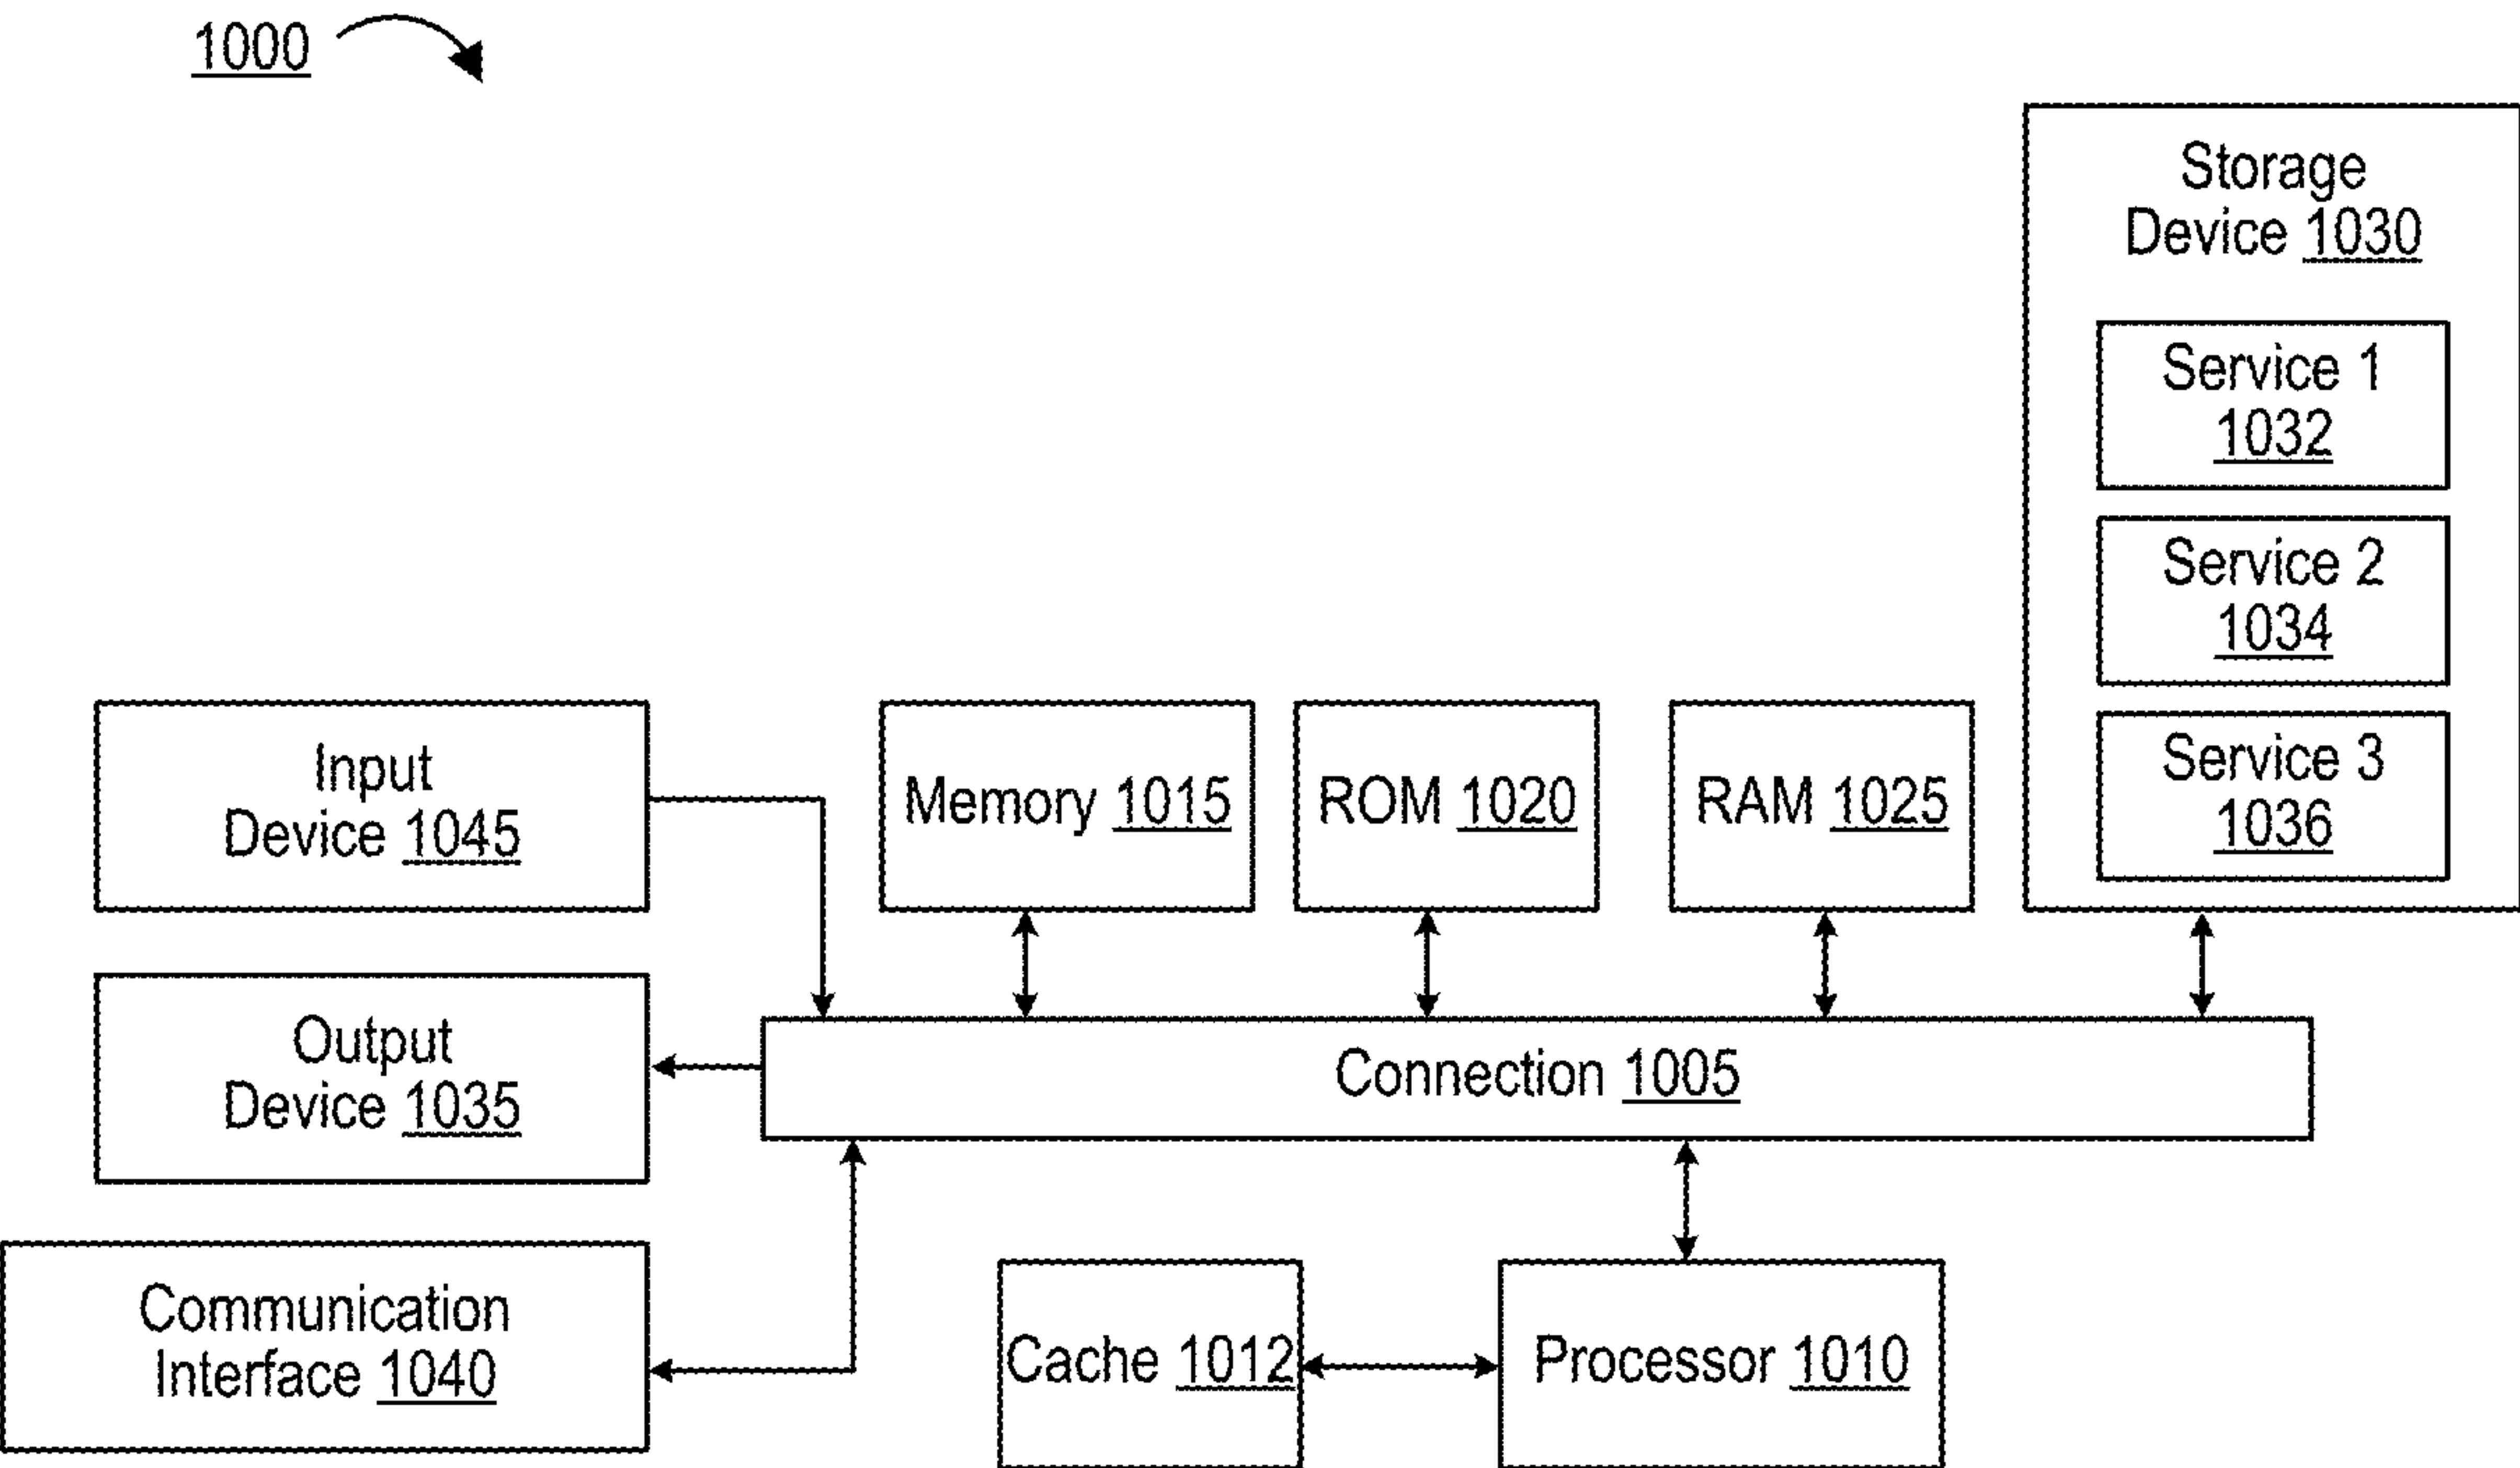 1000
Storage
Device 1030
Service 1
1032
Service 2
1034
Service 3
1036
Input
Device 1045
Memory 1015
ROM 1020
RAM 1025
Output
Device 1035
Connection 1005
Communication
Interface 1040
Cache 1012
Processor 1010